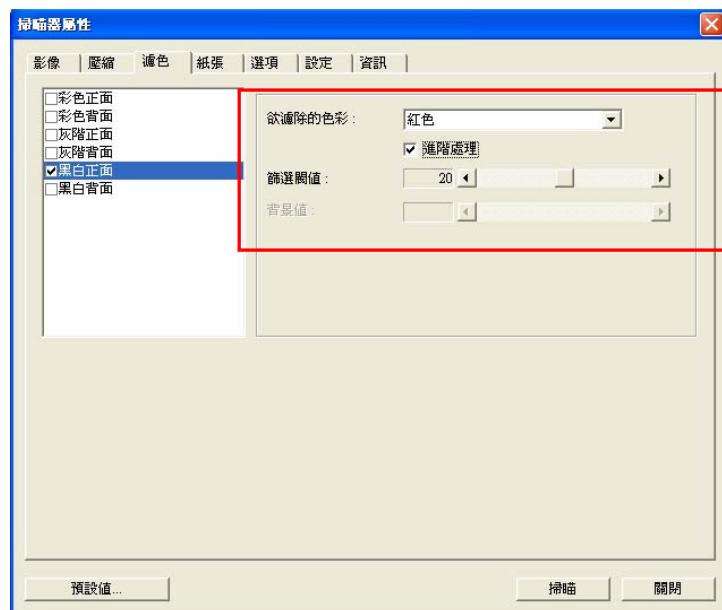 掃瞄器屬性
影像 壓縮 濾色 紙張 選項 設定 資訊
彩色正面
彩色背面
灰階正面
灰階背面
黑白正面
黑白背面
欲濾除的色彩：
紅色
進階處理
篩選閥值：
20
背景值：
預設值...
掃瞄
關閉